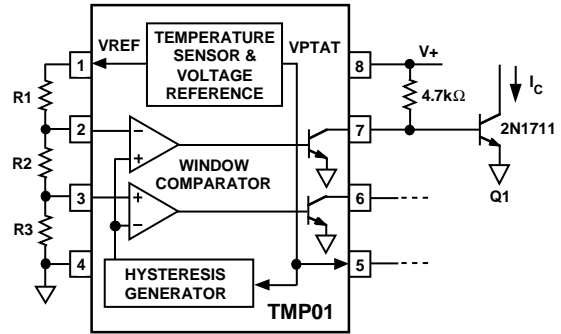 VREF
TEMPERATURE
SENSOR &
VOLTAGE
REFERENCE
VPTAT
1
8
V+
R1
4.7kΩ
IC
2
7
2N1711
−
+
R2
WINDOW
COMPARATOR
Q1
3
6
+
−
R3
4
5
HYSTERESIS
GENERATOR
TMP01